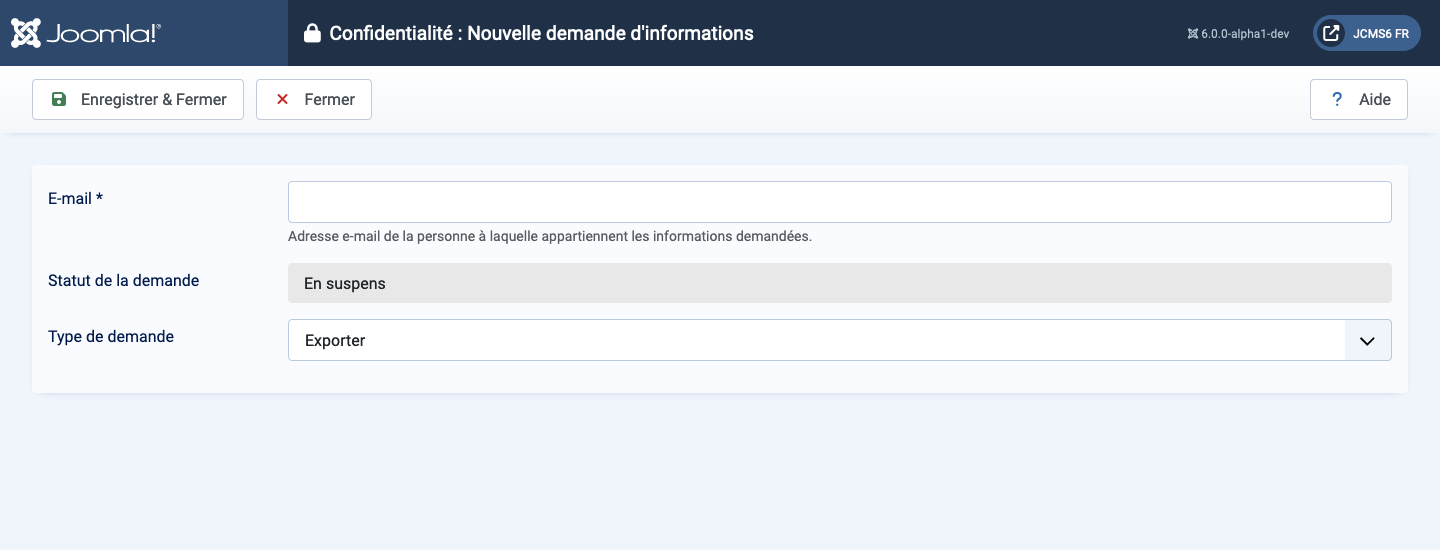 Joomla!® Confidentialité : Nouvelle demande d'informations 6.0.0-alpha1-dev JCMS6 FR
Enregistrer & Fermer Fermer ? Aide
E-mail *
Adresse e-mail de la personne à laquelle appartiennent les informations demandées.
Statut de la demande En suspens
Type de demande Exporter